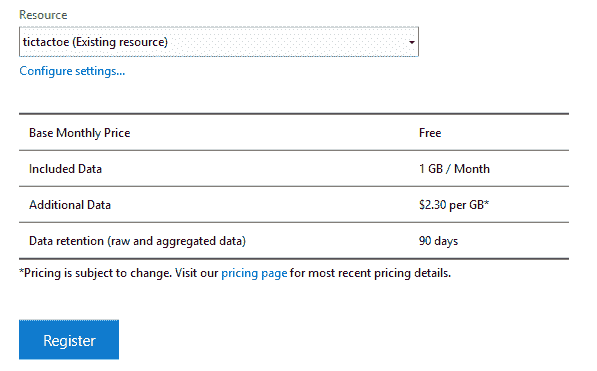 Resource
tictactoe (Existing resource)
Configure settings...
Base Monthly Price Free
Included Data 1 GB / Month
Additional Data $2.30 per GB*
Data retention (raw and aggregated data) 90 days
*Pricing is subject to change. Visit our pricing page for most recent pricing details.
Register